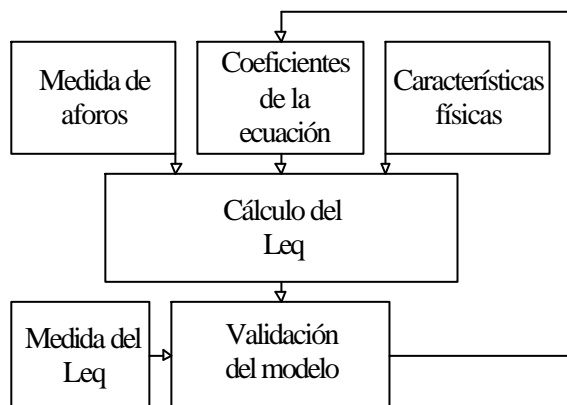 Medida de
aforos
Coeficientes
de la
ecuación
Características
físicas
Cálculo del
Leq
Medida del
Leq
Validación
del modelo